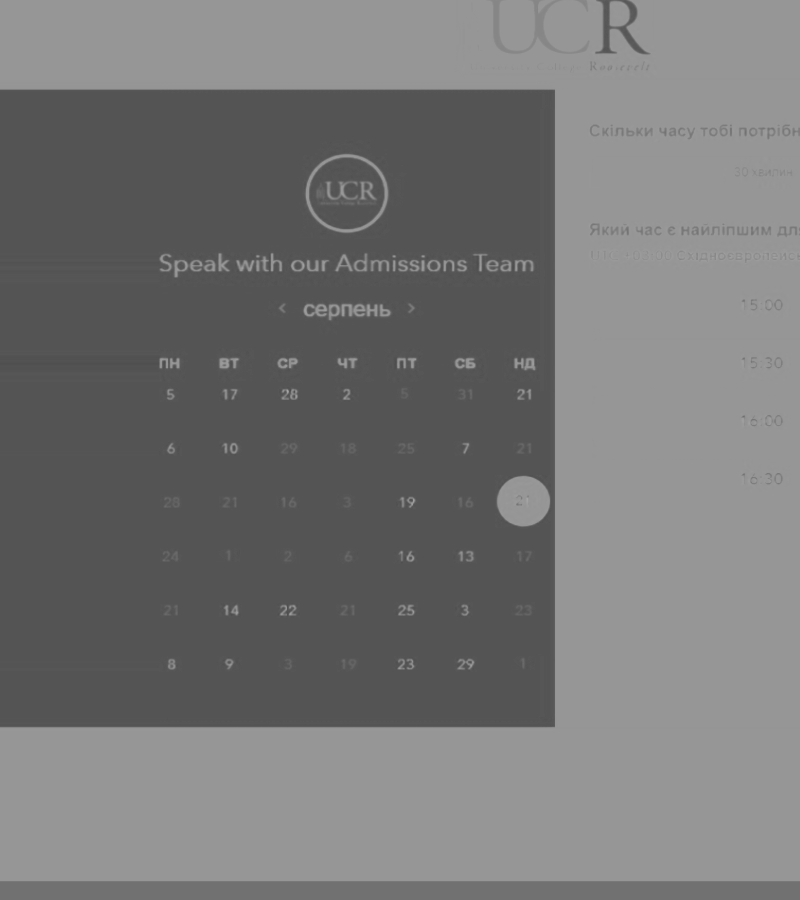 UCR
Roosevelt
UCR
Speak with our Admissions Team
< серпень >
ПН ВТ СР ЧТ ПТ СБ НД
5 17 28 2 5 31 21
6 10 29 18 25 7 21
28 21 16 3 19 16 21
24 1 2 6 16 13 17
21 14 22 21 25 3 23
8 9 3 19 23 29 1
Скільки часу тобі потрібн
30 хвилин
Який час є найліпшим дл
Східноєвропейськ
15:00
15:30
16:00
16:30